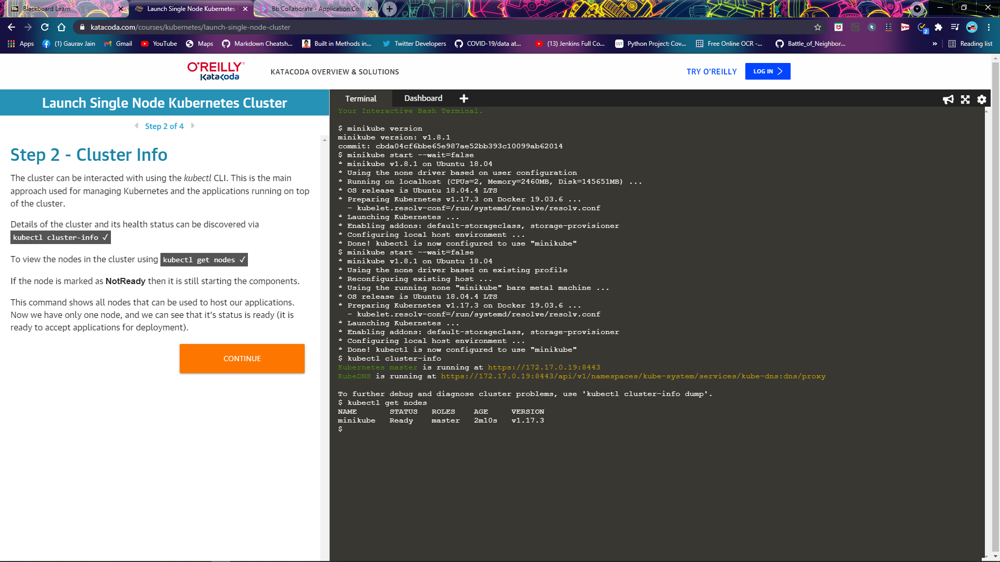 Blackboard Learn
Launch Single Node Kubernetes
Bb Collaborate - Application Co
katacoda.com/courses/kubernetes/launch-single-node-cluster
Apps
(1) Gaurav Jain
Gmail
YouTube
Maps
Markdown Cheatsh...
Built in Methods in...
Twitter Developers
COVID-19/data at...
(13) Jenkins Full Co...
Python Project: Cov...
Free Online OCR -...
Battle_of_Neighbor...
»
Reading list
O'REILLY®
KataKoda
KATACODA OVERVIEW & SOLUTIONS
TRY O'REILLY
LOG IN
Launch Single Node Kubernetes Cluster
Step 2 of 4
Step 2 - Cluster Info
The cluster can be interacted with using the kubectl CLI. This is the main
approach used for managing Kubernetes and the applications running on top
of the cluster.
Details of the cluster and its health status can be discovered via
kubectl cluster-info ✓
To view the nodes in the cluster using kubectl get nodes ✓
If the node is marked as NotReady then it is still starting the components.
This command shows all nodes that can be used to host our applications.
Now we have only one node, and we can see that it's status is ready (it is
ready to accept applications for deployment).
CONTINUE
Terminal
Dashboard
Your Interactive Bash Terminal.
$ minikube version
minikube version: v1.8.1
commit: cbda04cf6bbe65e987ae52bb393c10099ab62014
$ minikube start --wait=false
* minikube v1.8.1 on Ubuntu 18.04
* Using the none driver based on user configuration
* Running on localhost (CPUs=2, Memory=2460MB, Disk=145651MB) ...
* OS release is Ubuntu 18.04.4 LTS
* Preparing Kubernetes v1.17.3 on Docker 19.03.6 ...
  - kubelet.resolv-conf=/run/systemd/resolve/resolv.conf
* Launching Kubernetes ...
* Enabling addons: default-storageclass, storage-provisioner
* Configuring local host environment ...
* Done! kubectl is now configured to use "minikube"
$ minikube start --wait=false
* minikube v1.8.1 on Ubuntu 18.04
* Using the none driver based on existing profile
* Reconfiguring existing host ...
* Using the running none "minikube" bare metal machine ...
* OS release is Ubuntu 18.04.4 LTS
* Preparing Kubernetes v1.17.3 on Docker 19.03.6 ...
  - kubelet.resolv-conf=/run/systemd/resolve/resolv.conf
* Launching Kubernetes ...
* Enabling addons: default-storageclass, storage-provisioner
* Configuring local host environment ...
* Done! kubectl is now configured to use "minikube"
$ kubectl cluster-info
Kubernetes master is running at https://172.17.0.19:8443
KubeDNS is running at https://172.17.0.19:8443/api/v1/namespaces/kube-system/services/kube-dns:dns/proxy
To further debug and diagnose cluster problems, use 'kubectl cluster-info dump'.
$ kubectl get nodes
NAME       STATUS   ROLES    AGE     VERSION
minikube   Ready    master   2m10s   v1.17.3
$